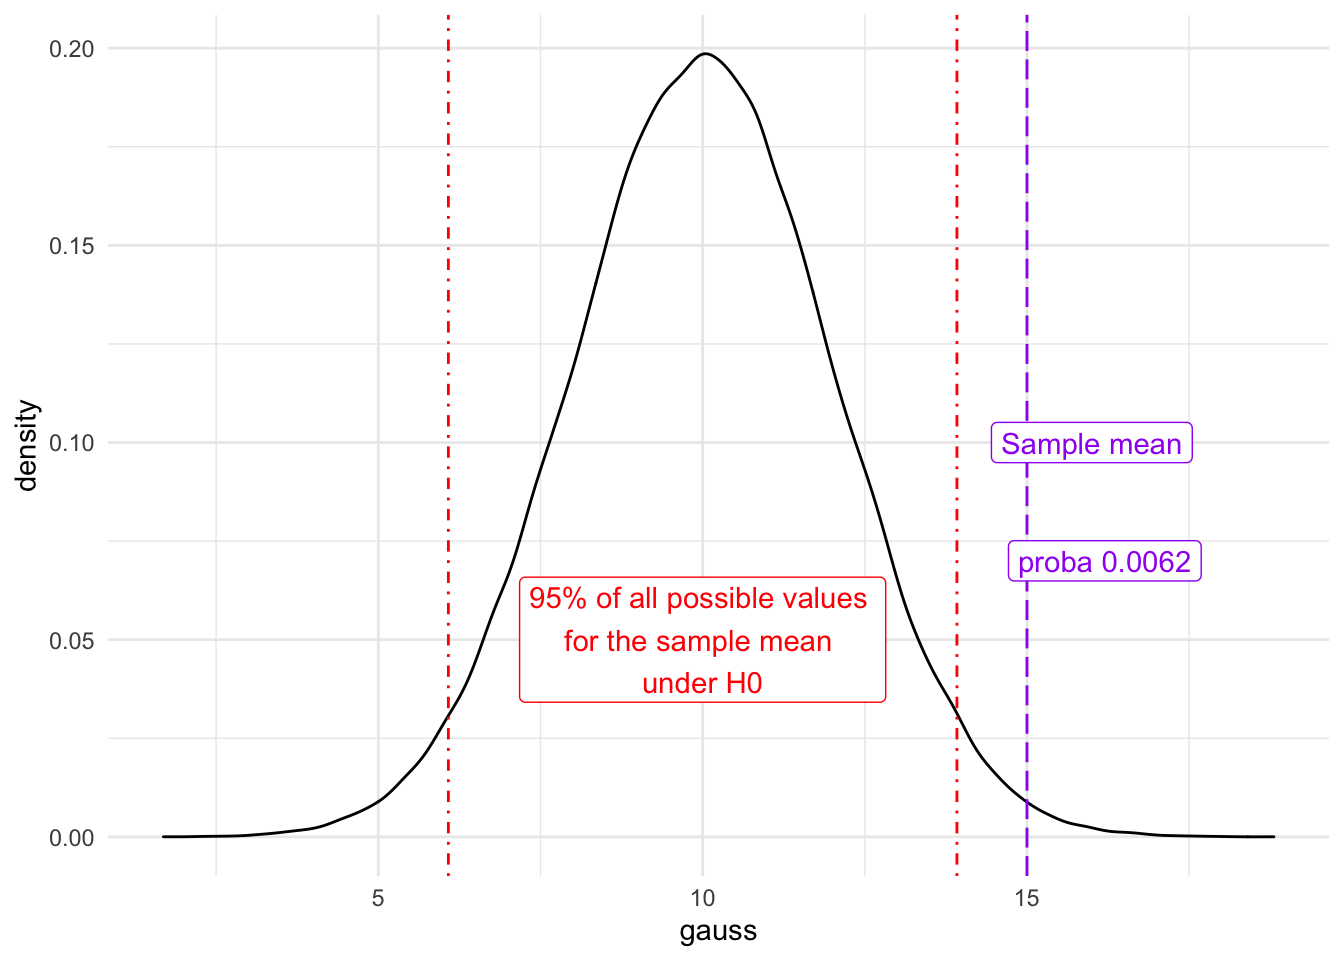 0.20
0.15
0.10
0.05
0.00
density
Sample mean
proba 0.0062
95% of all possible values
for the sample mean
under H0
5
10
15
gauss